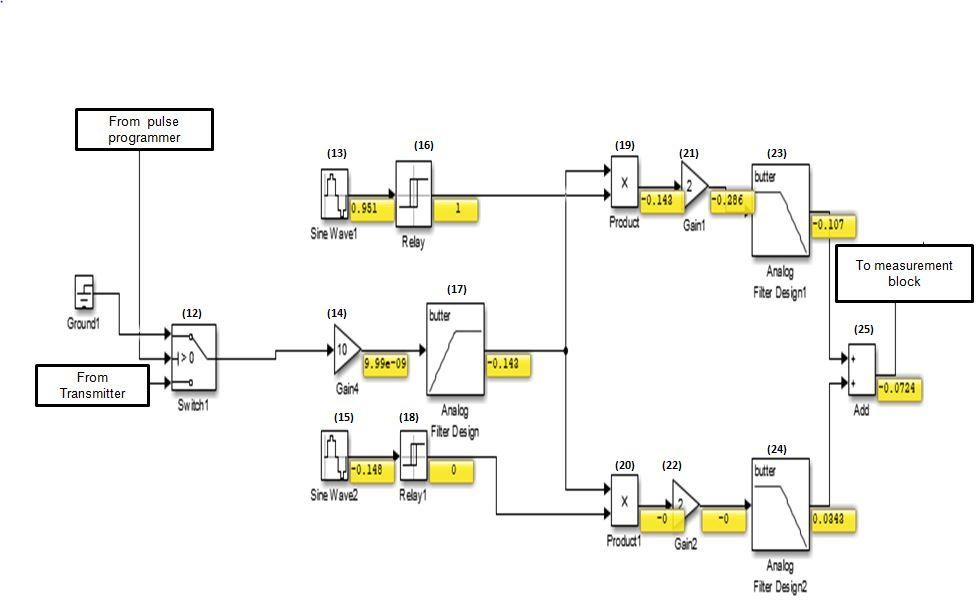 From pulse
programmer
(13)
0.951
Sine Wave1
(16)
1
Relay
(19)
X
-0.143
Product
(21)
2
-0.286
Gain1
(23)
butter
-0.107
Analog
Filter Design1
To measurement
block
Ground1
(12)
> 0
Switch1
From
Transmitter
(14)
10
9.99e-09
Gain4
(17)
butter
-0.143
Analog
Filter Design
(25)
+
+
-0.0724
Add
(15)
-0.148
Sine Wave2
(18)
0
Relay1
(20)
X
-0
Product1
(22)
2
-0
Gain2
(24)
butter
0.0343
Analog
Filter Design2